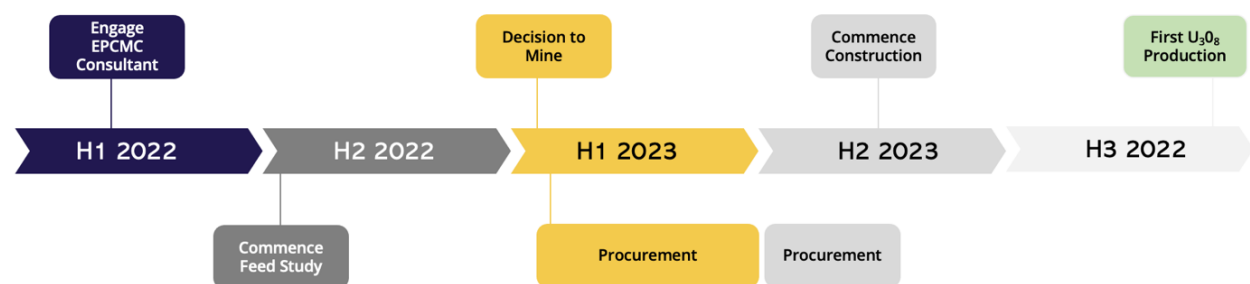 Engage
EPCMC
Consultant
Decision to
Mine
Commence
Construction
First U₃0₈
Production
H1 2022
H2 2022
H1 2023
H2 2023
H3 2022
Commence
Feed Study
Procurement
Procurement